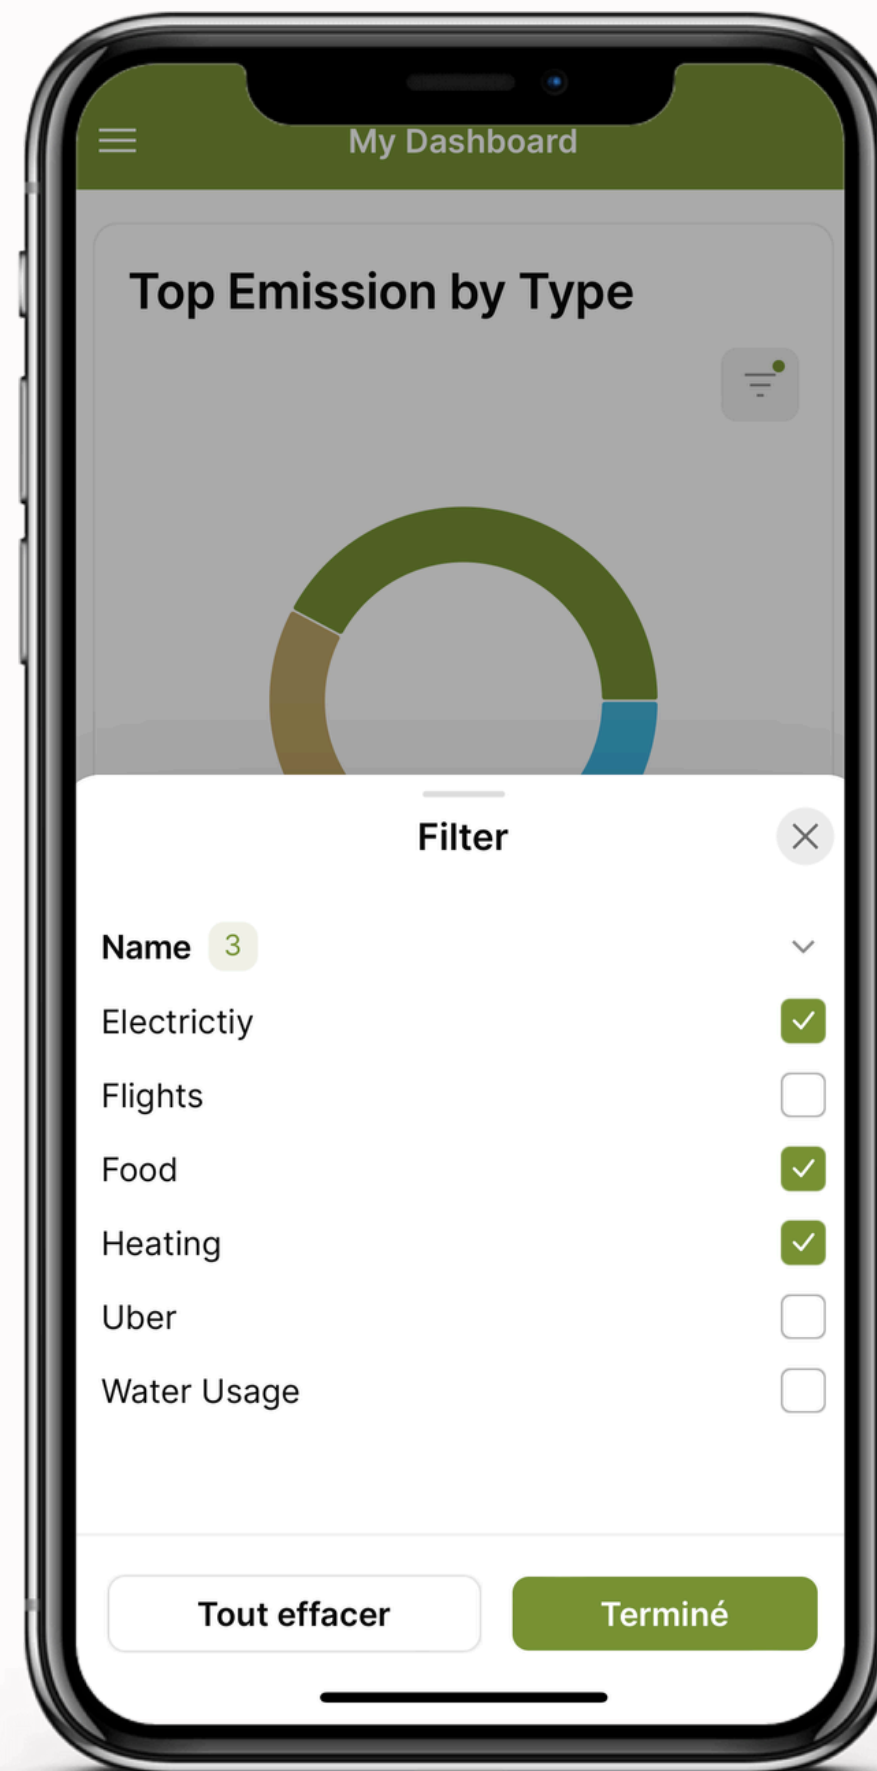 My Dashboard
Top Emission by Type
Filter
Name 3
Electrictiy
Flights
Food
Heating
Uber
Water Usage
Tout effacer Terminé